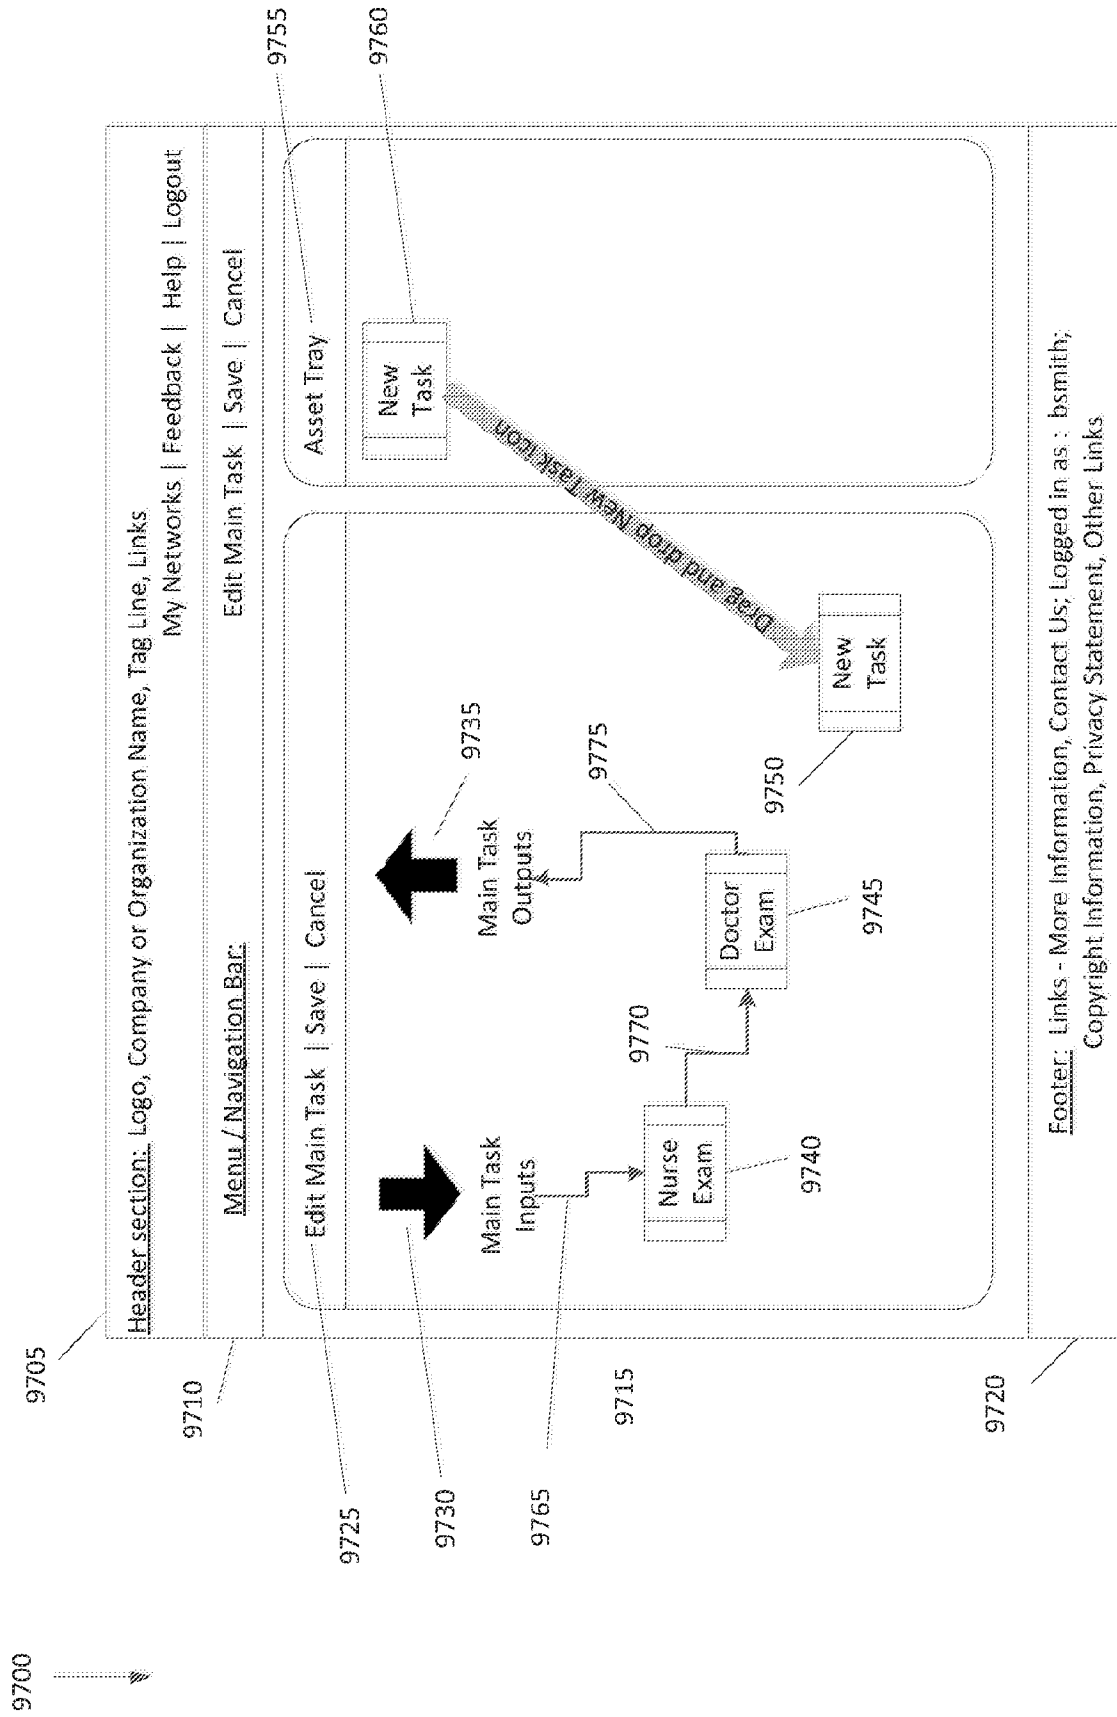 9700
9705
Header section: Logo, Company or Organization Name, Tag Line, Links
My Networks | Feedback | Help | Logout
9710
Menu / Navigation Bar:
Edit Main Task | Save | Cancel
9725
Edit Main Task | Save | Cancel
Asset Tray
9755
9730
9735
New
Task
9760
Main Task
Inputs
Main Task
Outputs
Drag and drop New Task icon
9765
9715
9770
9775
Nurse
Exam
9740
Doctor
Exam
9745
9750
New
Task
9720
Footer: Links - More Information, Contact Us; Logged in as : bsmith;
Copyright Information, Privacy Statement, Other Links